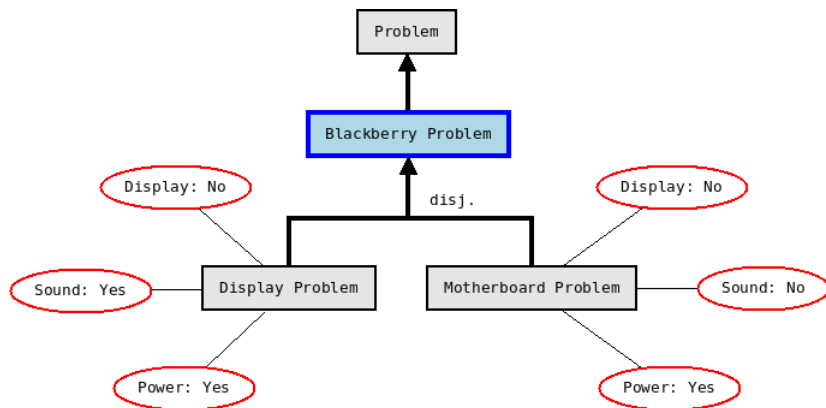 Problem
Blackberry Problem
Display: No
disj.
Display: No
Sound: Yes
Display Problem
Motherboard Problem
Sound: No
Power: Yes
Power: Yes